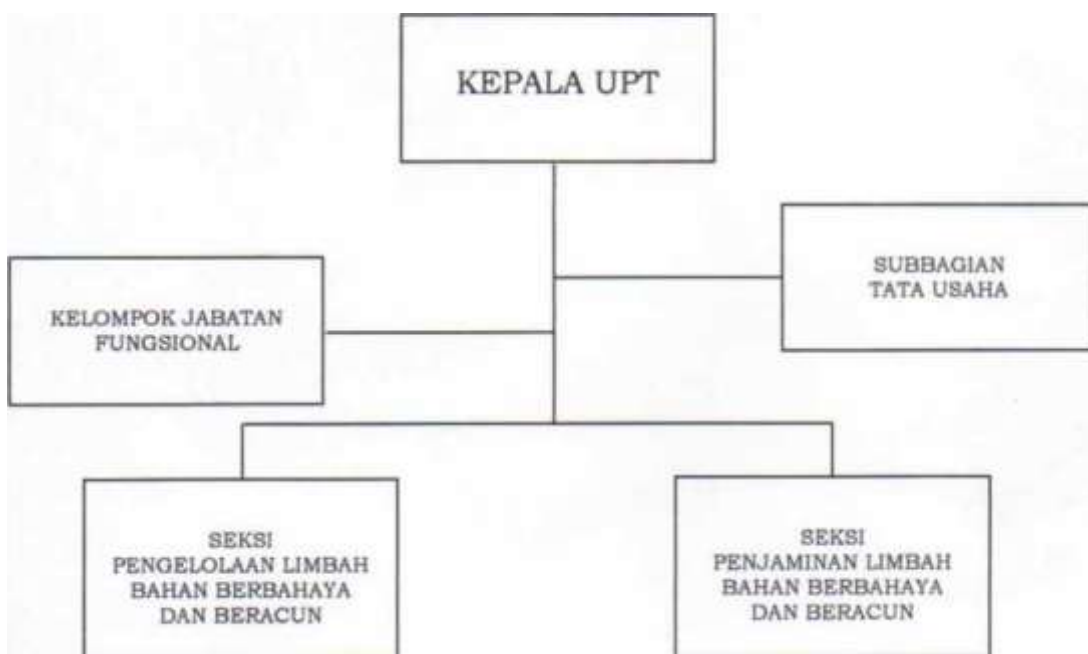 KEPALA UPT
SUBBAGIAN
TATA USAHA
KELOMPOK JABATAN
FUNGSIONAL
SEKSI
PENGELOLAAN LIMBAH
BAHAN BERBAHAYA
DAN BERACUN
SEKSI
PENJAMINAN LIMBAH
BAHAN BERBAHAYA
DAN BERACUN